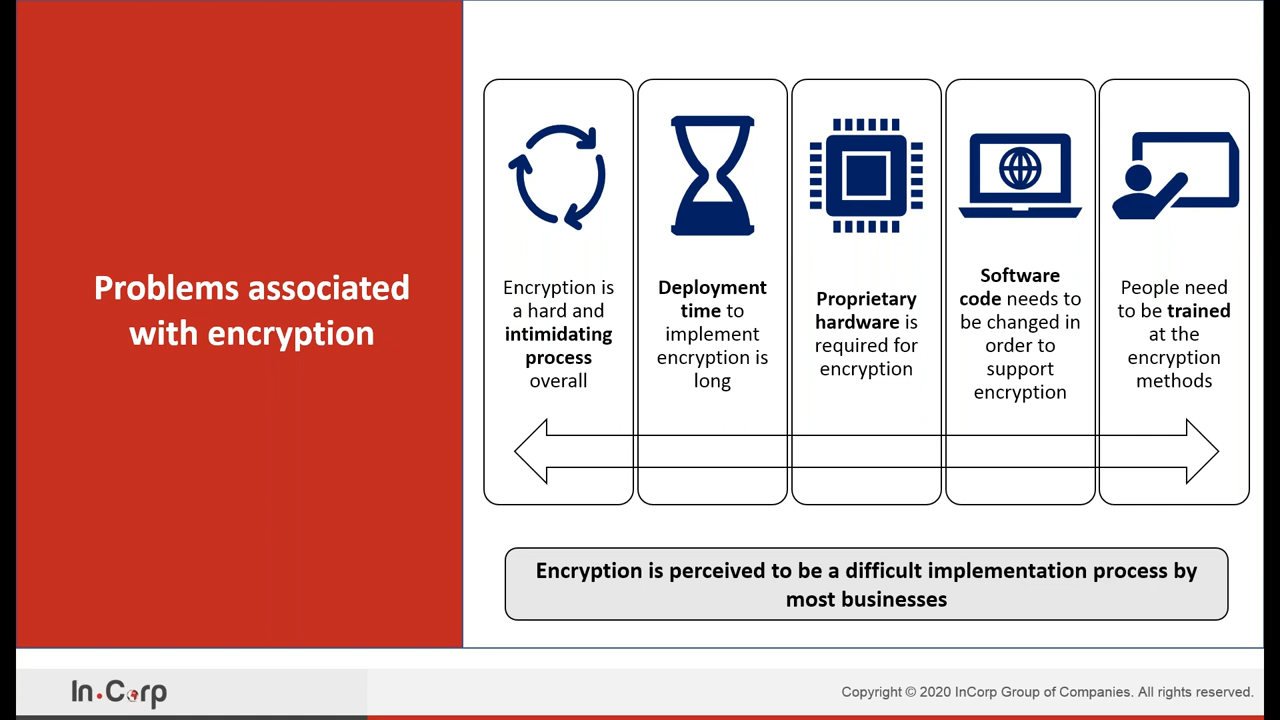 Problems associated
with encryption
Encryption is
a hard and
intimidating
process
overall
Deployment
time to
implement
encryption is
long
Proprietary
hardware is
required for
encryption
Software
code needs to
be changed in
order to
support
encryption
People need
to be trained
at the
encryption
methods
Encryption is perceived to be a difficult implementation process by
most businesses
In.Corp
Copyright © 2020 InCorp Group of Companies. All rights reserved.